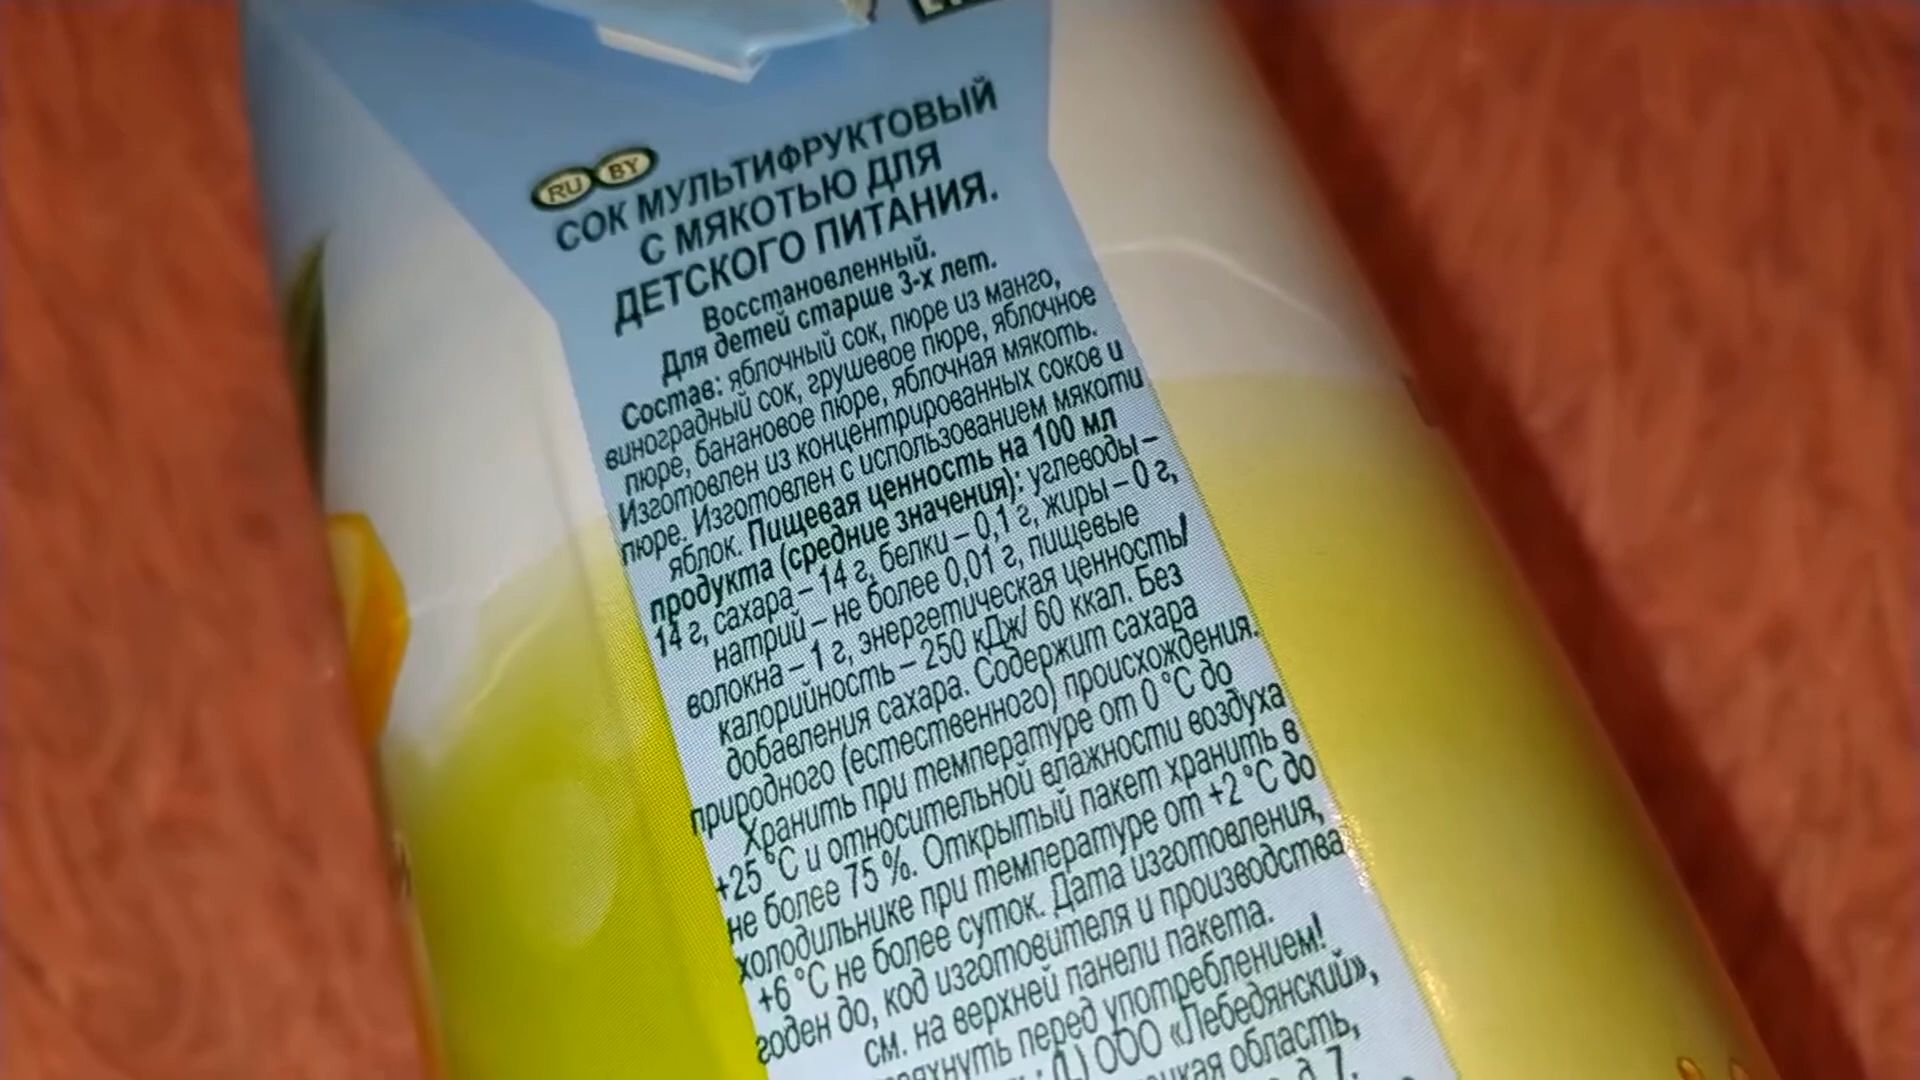 RU BY
СОК МУЛЬТИФРУКТОВЫЙ
С МЯКОТЬЮ ДЛЯ
ДЕТСКОГО ПИТАНИЯ.
Восстановленный.
Для детей старше 3-х лет.
Состав: яблочный сок, пюре из манго,
виноградный сок, грушевое пюре, яблочное
пюре, банановое пюре, яблочная мякоть.
Изготовлен из концентрированных соков и
пюре. Изготовлен с использованием мякоти
яблок. Пищевая ценность на 100 мл
продукта (средние значения): углеводы –
14 г, сахара – 14 г, белки – 0,1 г, жиры – 0 г,
натрий – не более 0,01 г, пищевые
волокна – 1 г, энергетическая ценность/
калорийность – 250 кДж/ 60 ккал. Без
добавления сахара. Содержит сахара
природного (естественного) происхождения.
Хранить при температуре от 0 °С до
+25 °С и относительной влажности воздуха
не более 75 %. Открытый пакет хранить в
холодильнике при температуре от +2 °С до
+6 °С не более суток. Дата изготовления,
годен до, код изготовителя и производства
см. на верхней панели пакета.
перед употреблением!
(L) ООО «Лебедянский»,
область,
д. 7,